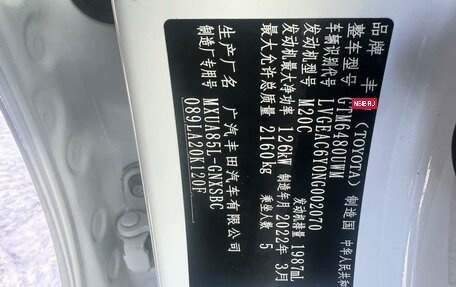 品牌 丰 (TOYOTA) 制造国 中华人民共和
整车型号 GTM6480UWM
车辆识别代号 LVGEAC6Y0NG002070
发动机型号 M20C 发动机排量 1987mL
发动机最大净功率 126kW 制造年月 2022年3月
最大允许总质量 2160kg 乘坐人数 5
生产厂名 广汽丰田汽车有限公司
制造厂专用号 MXUA85L-GNXSBC
089LLA20K120F
NGB.RU